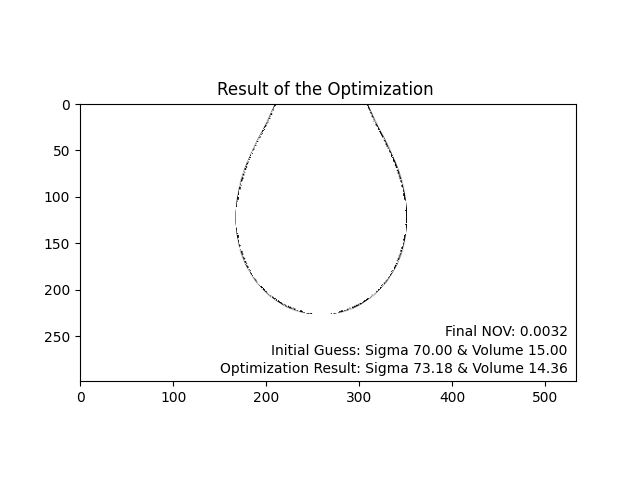 Result of the Optimization
0
50
100
150
200
250
Final NOV: 0.0032
Initial Guess: Sigma 70.00 & Volume 15.00
Optimization Result: Sigma 73.18 & Volume 14.36
0 100 200 300 400 500